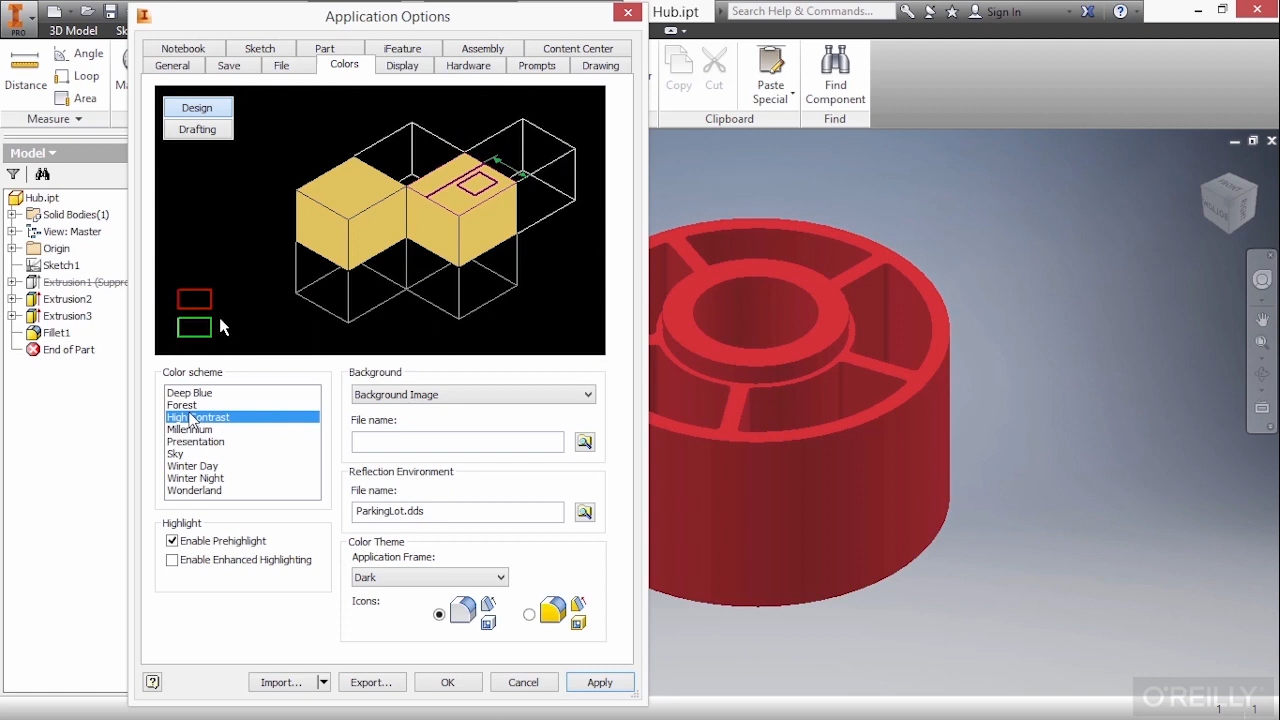 Application Options
Hub.ipt
Search Help & Commands...
Sign In
PRO
3D Model
Angle
Distance
Loop
Area
Measure
Copy
Cut
Paste
Special
Find
Component
Clipboard
Find
Notebook
Sketch
Part
iFeature
Assembly
Content Center
General
Save
File
Colors
Display
Hardware
Prompts
Drawing
Model
Hub.ipt
Solid Bodies(1)
View: Master
Origin
Sketch1
Extrusion1 (Suppre
Extrusion2
Extrusion3
Fillet1
End of Part
Design
Drafting
Color scheme
Deep Blue
Forest
High Contrast
Millennium
Presentation
Sky
Winter Day
Winter Night
Wonderland
Highlight
Enable Prehighlight
Enable Enhanced Highlighting
Background
Background Image
File name:
Reflection Environment
File name:
ParkingLot.dds
Color Theme
Application Frame:
Dark
Icons:
Import...
Export...
OK
Cancel
Apply
FRONT
O'REILLY
1 1